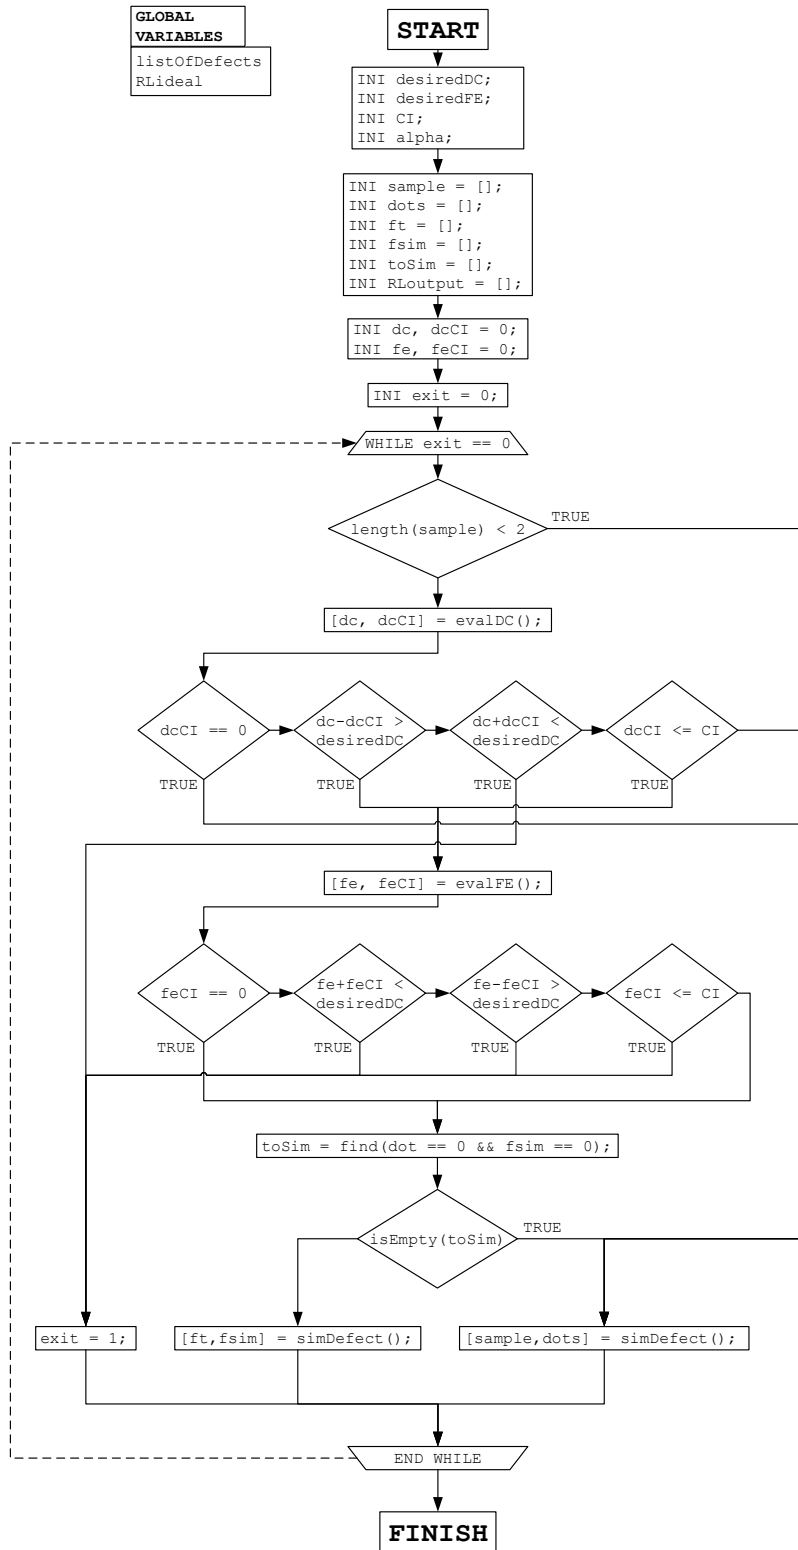 GLOBAL
VARIABLES
listOfDefects
RLideal
START
INI desiredDC;
INI desiredFE;
INI CI;
INI alpha;
INI sample = [];
INI dots = [];
INI ft = [];
INI fsim = [];
INI toSim = [];
INI RLoutput = [];
INI dc, dcCI = 0;
INI fe, feCI = 0;
INI exit = 0;
WHILE exit == 0
length(sample) < 2
TRUE
[dc, dcCI] = evalDC();
dcCI == 0
dc-dcCI >
desiredDC
dc+dcCI <
desiredDC
dcCI <= CI
TRUE
TRUE
TRUE
TRUE
[fe, feCI] = evalFE();
feCI == 0
fe+feCI <
desiredDC
fe-feCI >
desiredDC
feCI <= CI
TRUE
TRUE
TRUE
TRUE
toSim = find(dot == 0 && fsim == 0);
isEmpty(toSim)
TRUE
exit = 1;
[ft,fsim] = simDefect();
[sample,dots] = simDefect();
END WHILE
FINISH